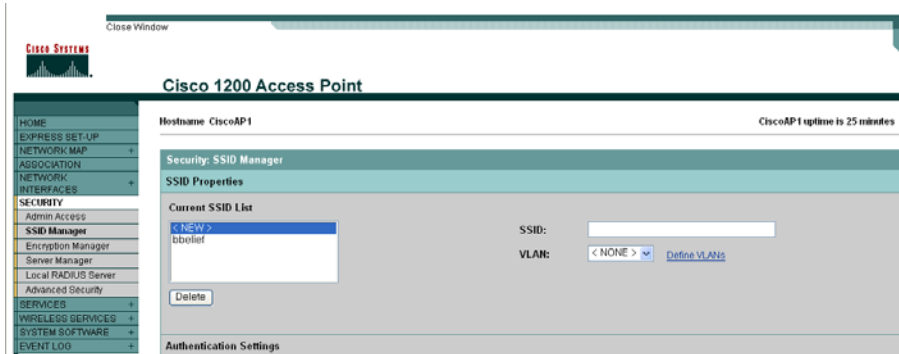 Close Window
CISCO SYSTEMS
Cisco 1200 Access Point
HOME
EXPRESS SET-UP
NETWORK MAP +
ASSOCIATION
NETWORK INTERFACES +
SECURITY
Admin Access
SSID Manager
Encryption Manager
Server Manager
Local RADIUS Server
Advanced Security
SERVICES +
WIRELESS SERVICES +
SYSTEM SOFTWARE +
EVENT LOG +
Hostname CiscoAP1
CiscoAP1 uptime is 25 minutes
Security: SSID Manager
SSID Properties
Current SSID List
< NEW >
bbelief
Delete
SSID:
VLAN: < NONE > Define VLANs
Authentication Settings